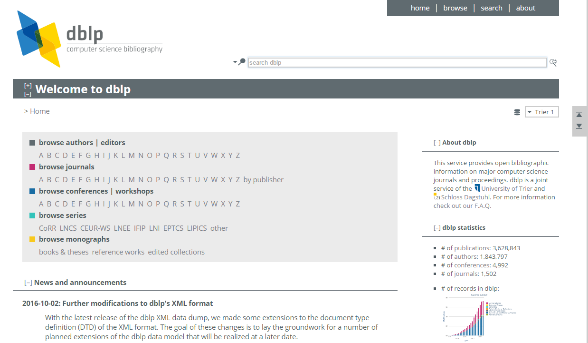 home | browse | search | about
dblp
computer science bibliography
search dblp
[+] [−] Welcome to dblp
> Home
Trier 1
browse authors | editors
A B C D E F G H I J K L M N O P Q R S T U V W X Y Z
browse journals
A B C D E F G H I J K L M N O P Q R S T U V W X Y Z by publisher
browse conferences | workshops
A B C D E F G H I J K L M N O P Q R S T U V W X Y Z
browse series
CoRR LNCS CEUR-WS LNEE IFIP LNI EPTCS LIPICS other
browse monographs
books & theses reference works edited collections
[−] News and announcements
2016-10-02: Further modifications to dblp's XML format
With the latest release of the dblp XML data dump, we made some extensions to the document type
definition (DTD) of the XML format. The goal of these changes is to lay the groundwork for a number of
planned extensions of the dblp data model that will be realized at a later date.
[−] About dblp
This service provides open bibliographic
information on major computer science
journals and proceedings. dblp is a joint
service of the University of Trier and
Schloss Dagstuhl. For more information
check out our F.A.Q.
[−] dblp statistics
# of publications: 3,628,843
# of authors: 1,843,797
# of conferences: 4,992
# of journals: 1,502
# of records in dblp: